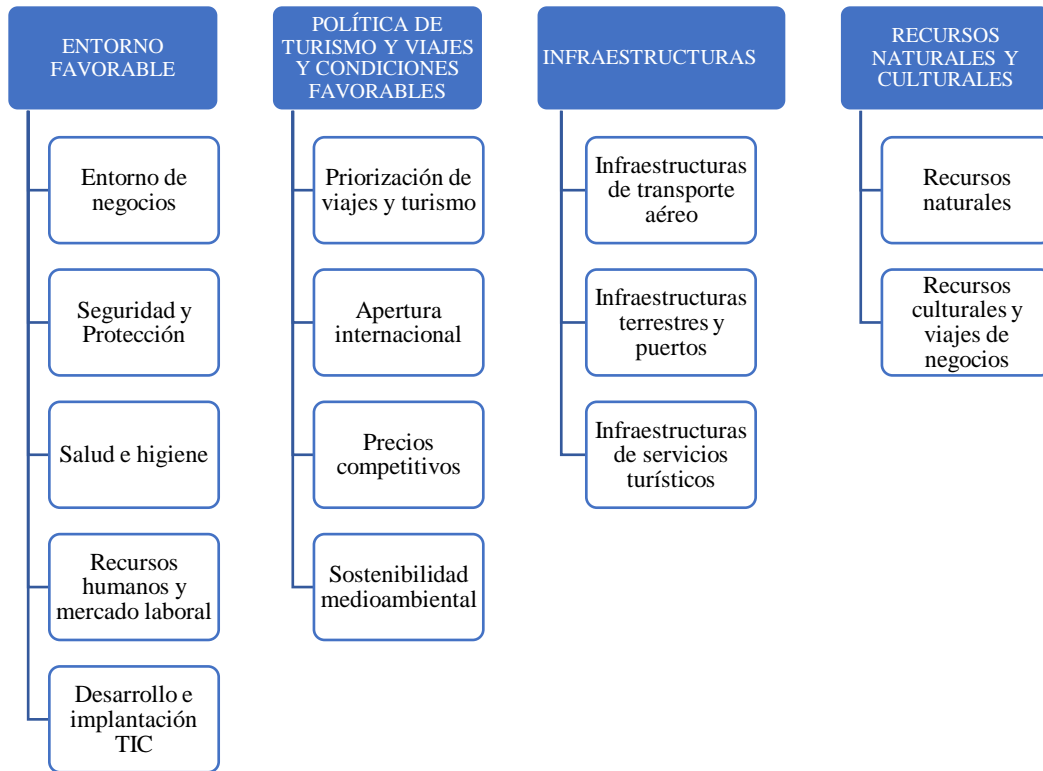 ENTORNO
FAVORABLE
Entorno de
negocios
Seguridad y
Protección
Salud e higiene
Recursos
humanos y
mercado laboral
Desarrollo e
implantación
TIC
POLÍTICA DE
TURISMO Y VIAJES
Y CONDICIONES
FAVORABLES
Priorización de
viajes y turismo
Apertura
internacional
Precios
competitivos
Sostenibilidad
medioambiental
INFRAESTRUCTURAS
Infraestructuras
de transporte
aéreo
Infraestructuras
terrestres y
puertos
Infraestructuras
de servicios
turísticos
RECURSOS
NATURALES Y
CULTURALES
Recursos
naturales
Recursos
culturales y
viajes de
negocios